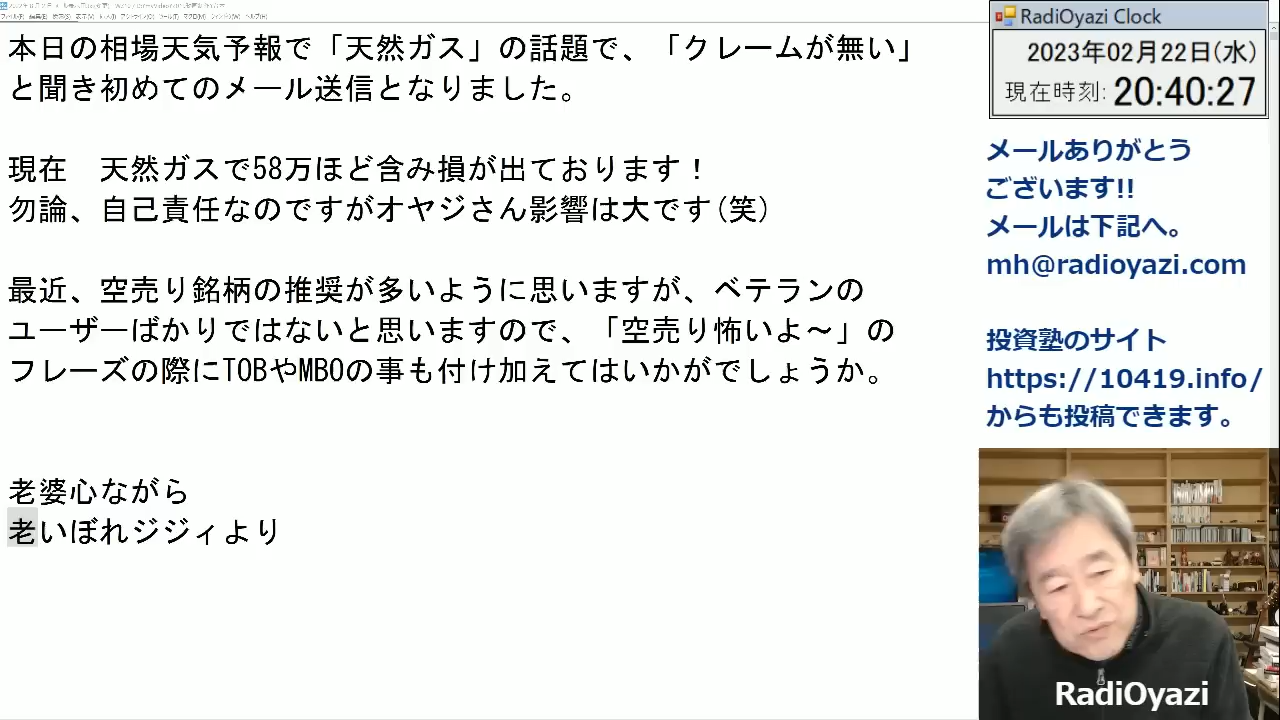 本日の相場天気予報で「天然ガス」の話題で、「クレームが無い」
と聞き初めてのメール送信となりました。
現在　天然ガスで58万ほど含み損が出ております！
勿論、自己責任なのですがオヤジさん影響は大です(笑)
最近、空売り銘柄の推奨が多いように思いますが、ベテランの
ユーザーばかりではないと思いますので、「空売り怖いよ～」の
フレーズの際にTOBやMBOの事も付け加えてはいかがでしょうか。
老婆心ながら
老いぼれジジィより
RadiOyazi Clock
2023年02月22日(水)
現在時刻: 20:40:27
メールありがとう
ございます!!
メールは下記へ。
mh@radioyazi.com
投資塾のサイト
https://10419.info/
からも投稿できます。
RadiOyazi